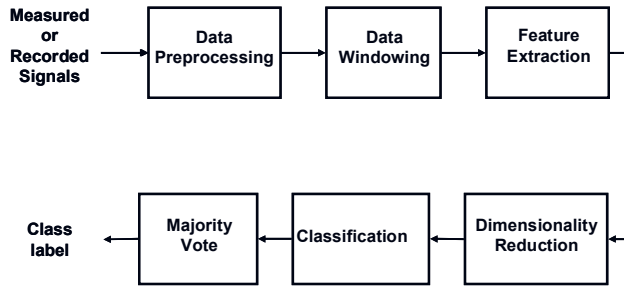 Measured
or
Recorded
Signals
Data
Preprocessing
Data
Windowing
Feature
Extraction
Class
label
Majority
Vote
Classification
Dimensionality
Reduction